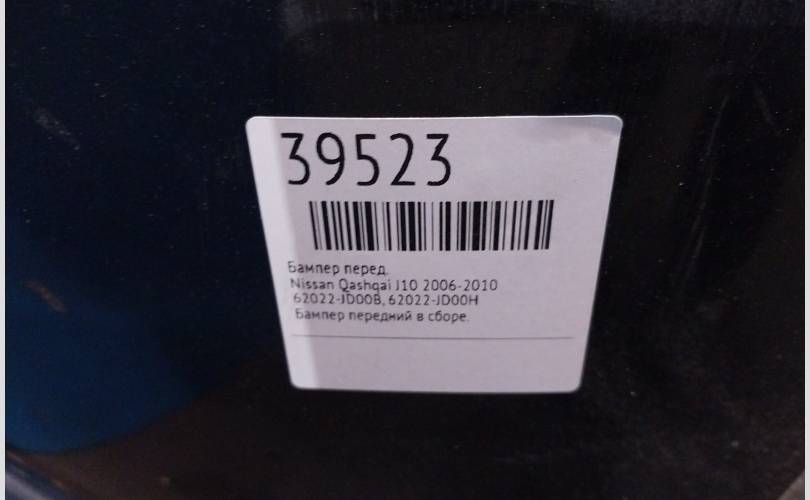 39523
Бампер перед.
Nissan Qashqai J10 2006-2010
62022-JD00B, 62022-JD00H
Бампер передний в сборе.